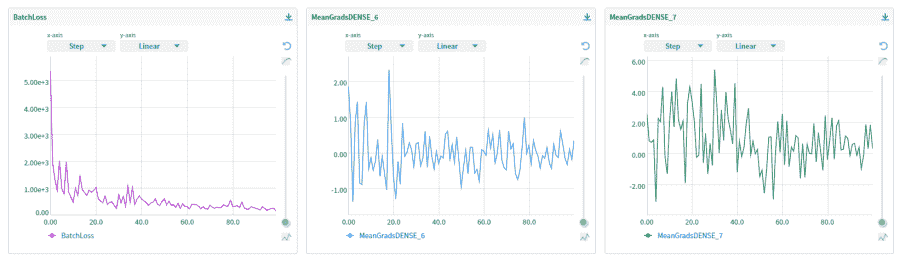 BatchLoss
x-axis y-axis
Step Linear
5.00e+3
4.00e+3
3.00e+3
2.00e+3
1.00e+3
0.00
0.00 20.0 40.0 60.0 80.0
BatchLoss
MeanGradsDENSE_6
x-axis y-axis
Step Linear
2.00
1.00
0.00
-1.00
0.00 20.0 40.0 60.0 80.0
MeanGradsDENSE_6
MeanGradsDENSE_7
x-axis y-axis
Step Linear
6.00
4.00
2.00
0.00
-2.00
0.00 20.0 40.0 60.0 80.0
MeanGradsDENSE_7